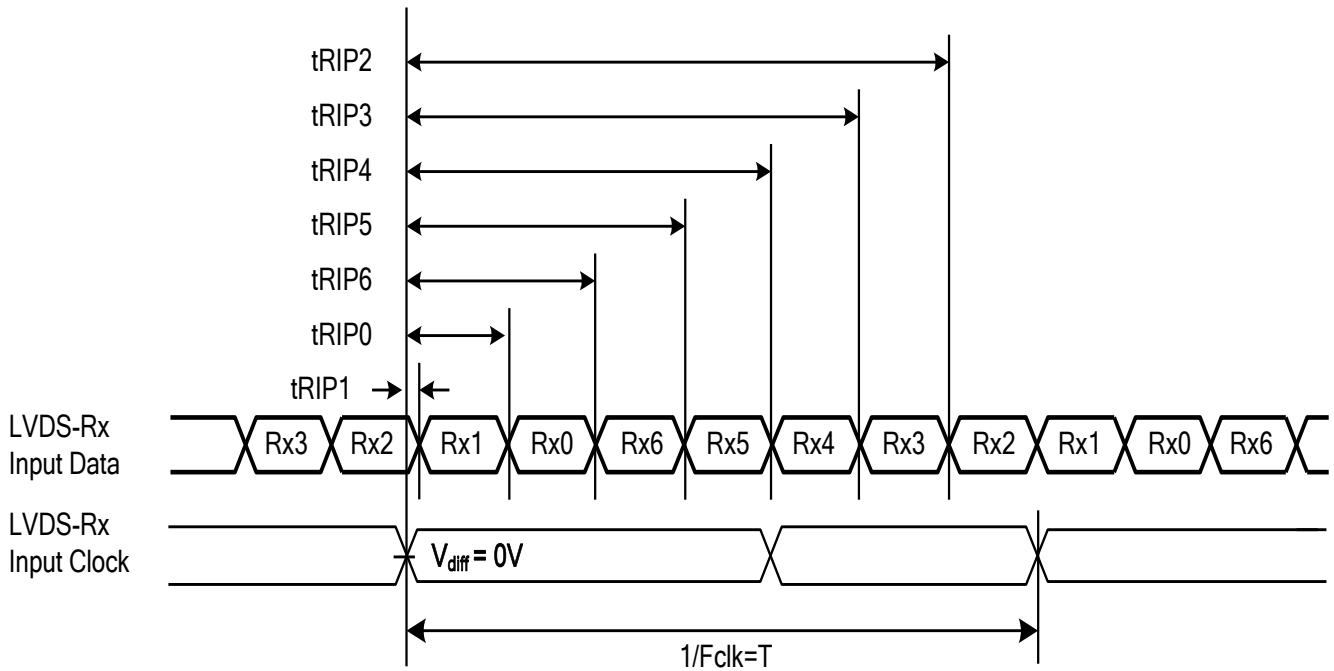 tRIP2
tRIP3
tRIP4
tRIP5
tRIP6
tRIP0
tRIP1
LVDS-Rx
Input Data
Rx3 Rx2 Rx1 Rx0 Rx6 Rx5 Rx4 Rx3 Rx2 Rx1 Rx0 Rx6
LVDS-Rx
Input Clock
Vdiff = 0V
1/Fclk=T